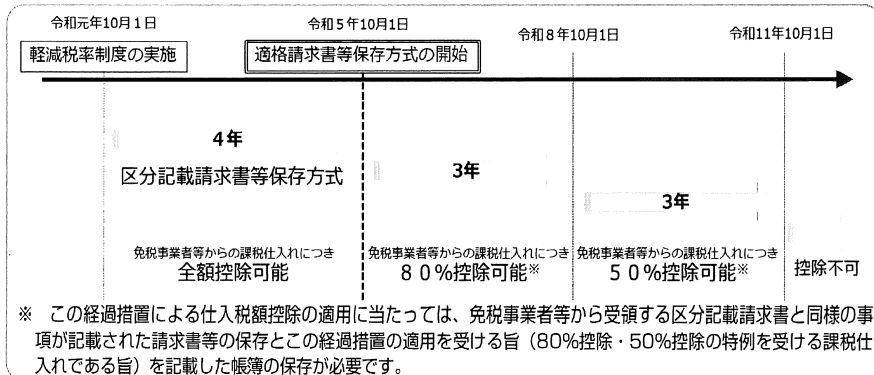 令和元年10月1日
令和5年10月1日
令和8年10月1日
令和11年10月1日
軽減税率制度の実施
適格請求書等保存方式の開始
4年
区分記載請求書等保存方式
3年
3年
免税事業者等からの課税仕入れにつき
全額控除可能
免税事業者等からの課税仕入れにつき
80%控除可能※
免税事業者等からの課税仕入れにつき
50%控除可能※
控除不可
※ この経過措置による仕入税額控除の適用に当たっては、免税事業者等から受領する区分記載請求書と同様の事
項が記載された請求書等の保存とこの経過措置の適用を受ける旨（80%控除・50%控除の特例を受ける課税仕
入れである旨）を記載した帳簿の保存が必要です。